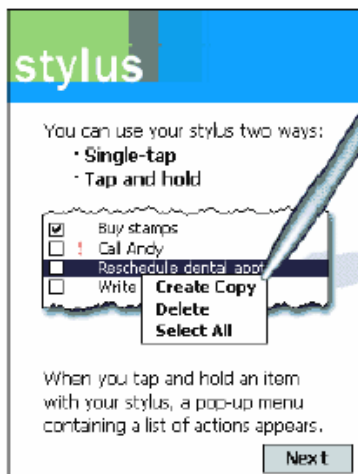 stylus
You can use your stylus two ways:
· Single-tap
· Tap and hold
Buy stamps
! Call Andy
Reschedule dental appt
Write
Create Copy
Delete
Select All
When you tap and hold an item
with your stylus, a pop-up menu
containing a list of actions appears.
Next